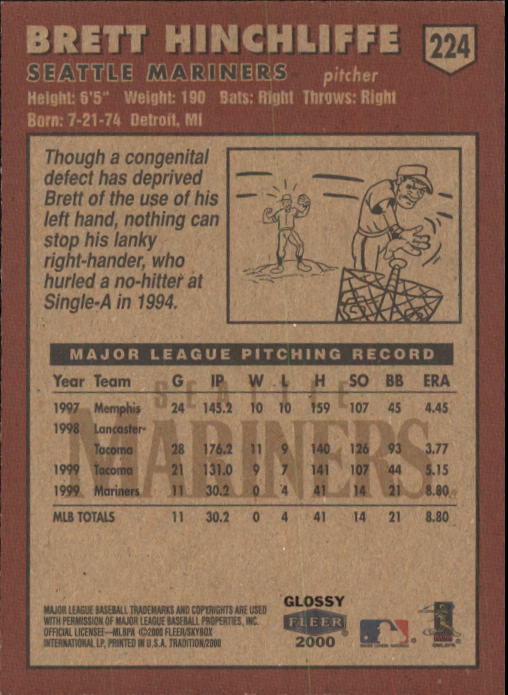 BRETT HINCHLIFFE
224
SEATTLE MARINERS pitcher
Height: 6'5" Weight: 190 Bats: Right Throws: Right
Born: 7-21-74 Detroit, MI
Though a congenital
defect has deprived
Brett of the use of his
left hand, nothing can
stop his lanky
right-hander, who
hurled a no-hitter at
Single-A in 1994.
MAJOR LEAGUE PITCHING RECORD
Year Team G IP W L H SO BB ERA
SEATTLE
MARINERS
1997 Memphis 24 145.2 10 10 159 107 45 4.45
1998 Lancaster-
Tacoma 28 176.2 11 9 140 126 93 3.77
1999 Tacoma 21 131.0 9 7 141 107 44 5.15
1999 Mariners 11 30.2 0 4 41 14 21 8.80
MLB TOTALS 11 30.2 0 4 41 14 21 8.80
MAJOR LEAGUE BASEBALL TRADEMARKS AND COPYRIGHTS ARE USED
WITH PERMISSION OF MAJOR LEAGUE BASEBALL PROPERTIES, INC.
OFFICIAL LICENSEE—MLBPA ©2000 FLEER/SKYBOX
INTERNATIONAL LP, PRINTED IN U.S.A. TRADITION/2000
GLOSSY
FLEER
2000